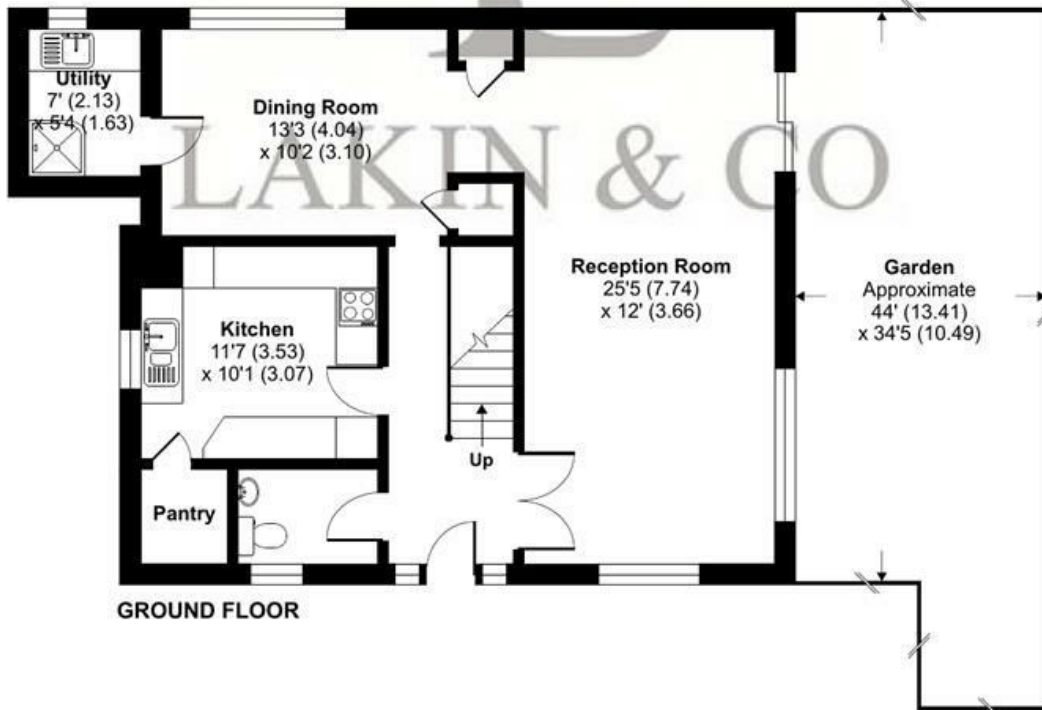 Utility
7' (2.13)
x 5'4 (1.63)
Dining Room
13'3 (4.04)
x 10'2 (3.10)
LAKIN & CO
Reception Room
25'5 (7.74)
x 12' (3.66)
Garden
Approximate
44' (13.41)
x 34'5 (10.49)
Kitchen
11'7 (3.53)
x 10'1 (3.07)
Up
Pantry
GROUND FLOOR